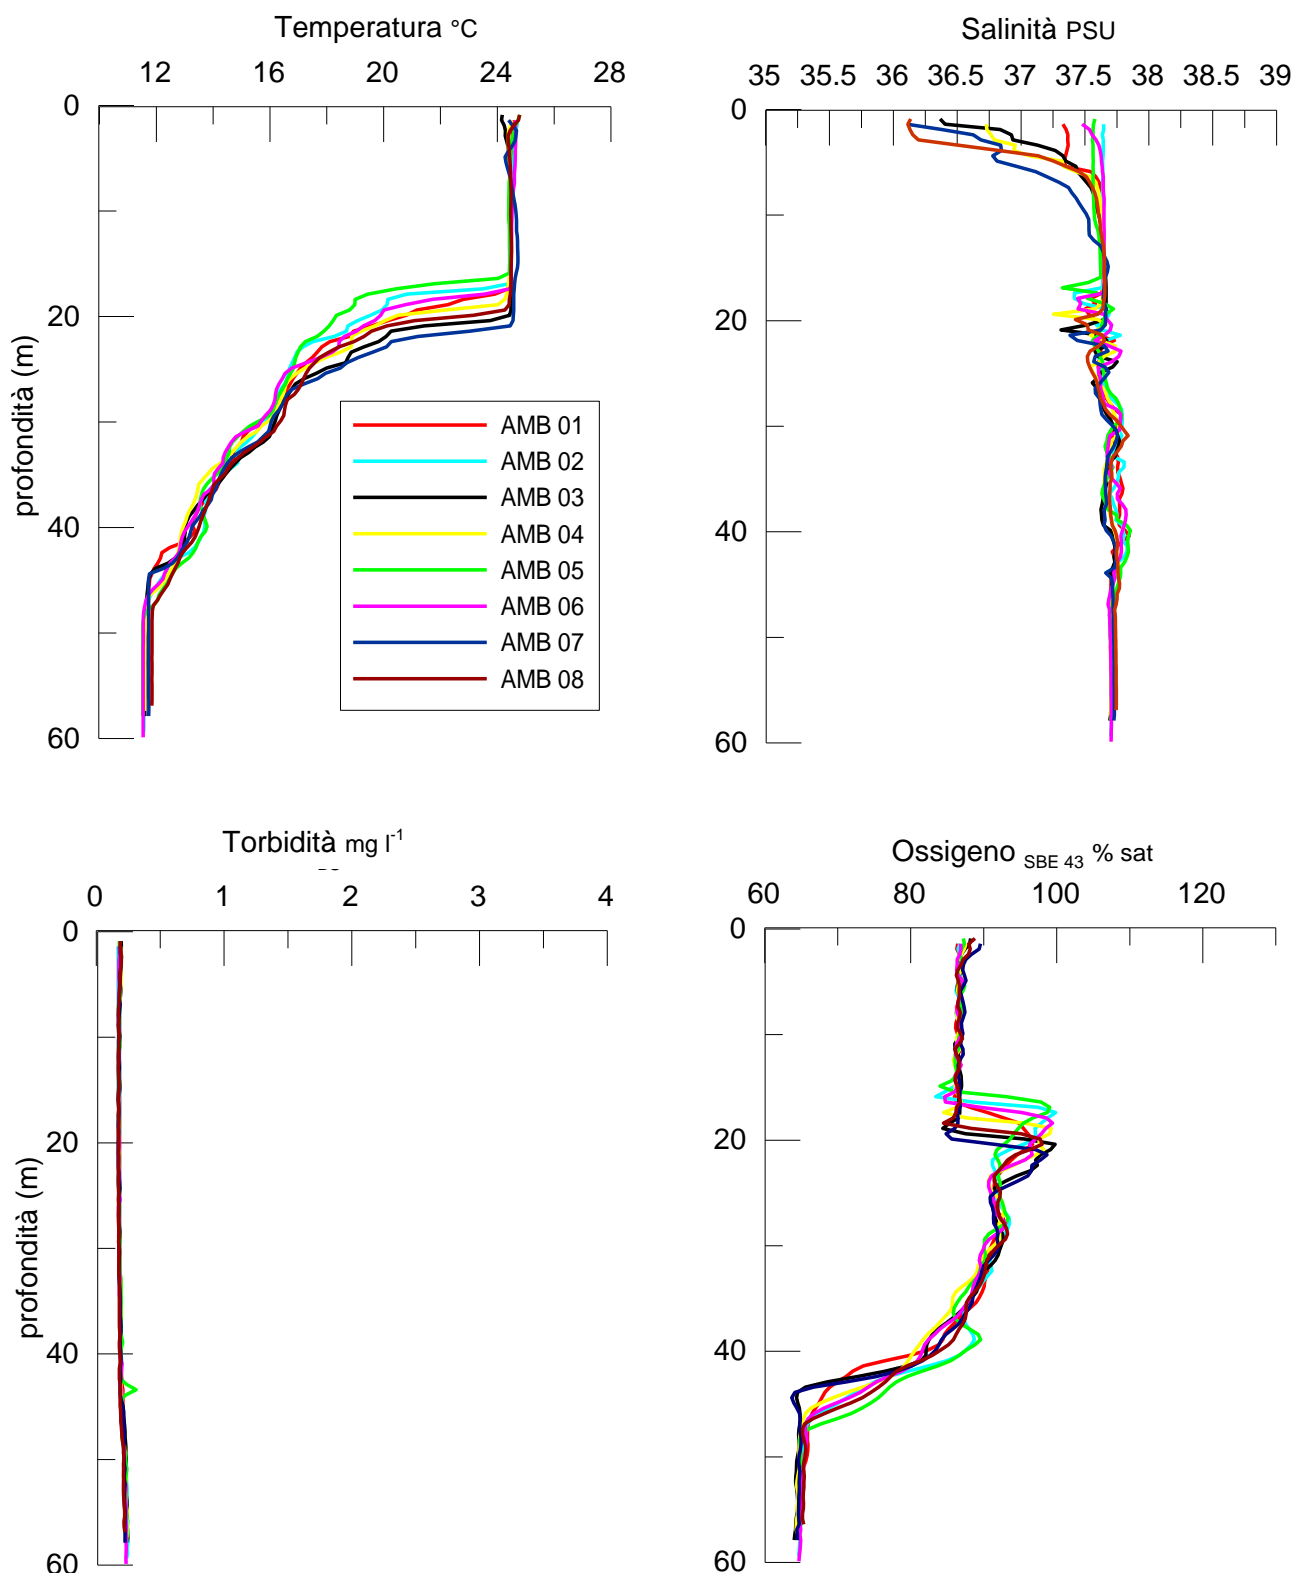 Temperatura °C
12 16 20 24 28
0
20
40
60
profondità (m)
AMB 01
AMB 02
AMB 03
AMB 04
AMB 05
AMB 06
AMB 07
AMB 08
Salinità PSU
35 35.5 36 36.5 37 37.5 38 38.5 39
0
20
40
60
Torbidità mg l-1
0 1 2 3 4
0
20
40
60
profondità (m)
Ossigeno SBE 43 % sat
60 80 100 120
0
20
40
60